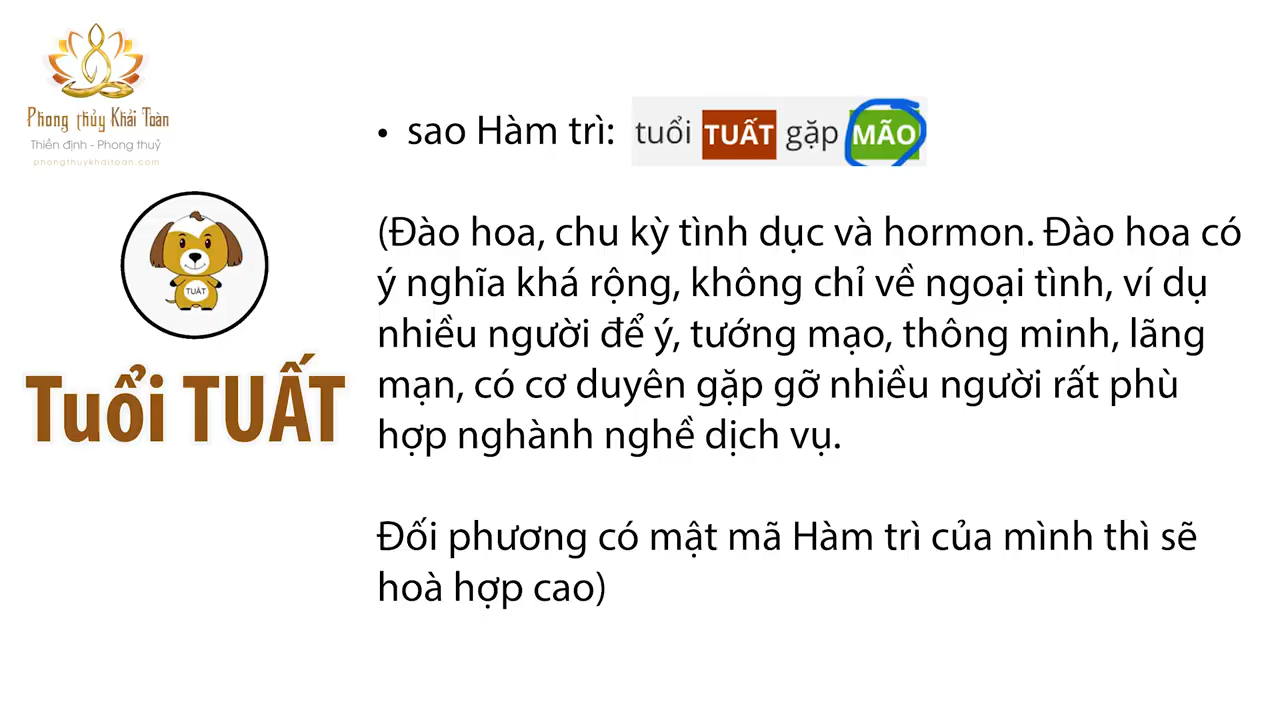 Phong thủy Khải Toàn
Thiền định - Phong thuỷ
phongthuykhaitoan.com
• sao Hàm trì: tuổi TUẤT gặp MÃO
TUẤT
Tuổi TUẤT
(Đào hoa, chu kỳ tình dục và hormon. Đào hoa có
ý nghĩa khá rộng, không chỉ về ngoại tình, ví dụ
nhiều người để ý, tướng mạo, thông minh, lãng
mạn, có cơ duyên gặp gỡ nhiều người rất phù
hợp nghành nghề dịch vụ.
Đối phương có mật mã Hàm trì của mình thì sẽ
hoà hợp cao)